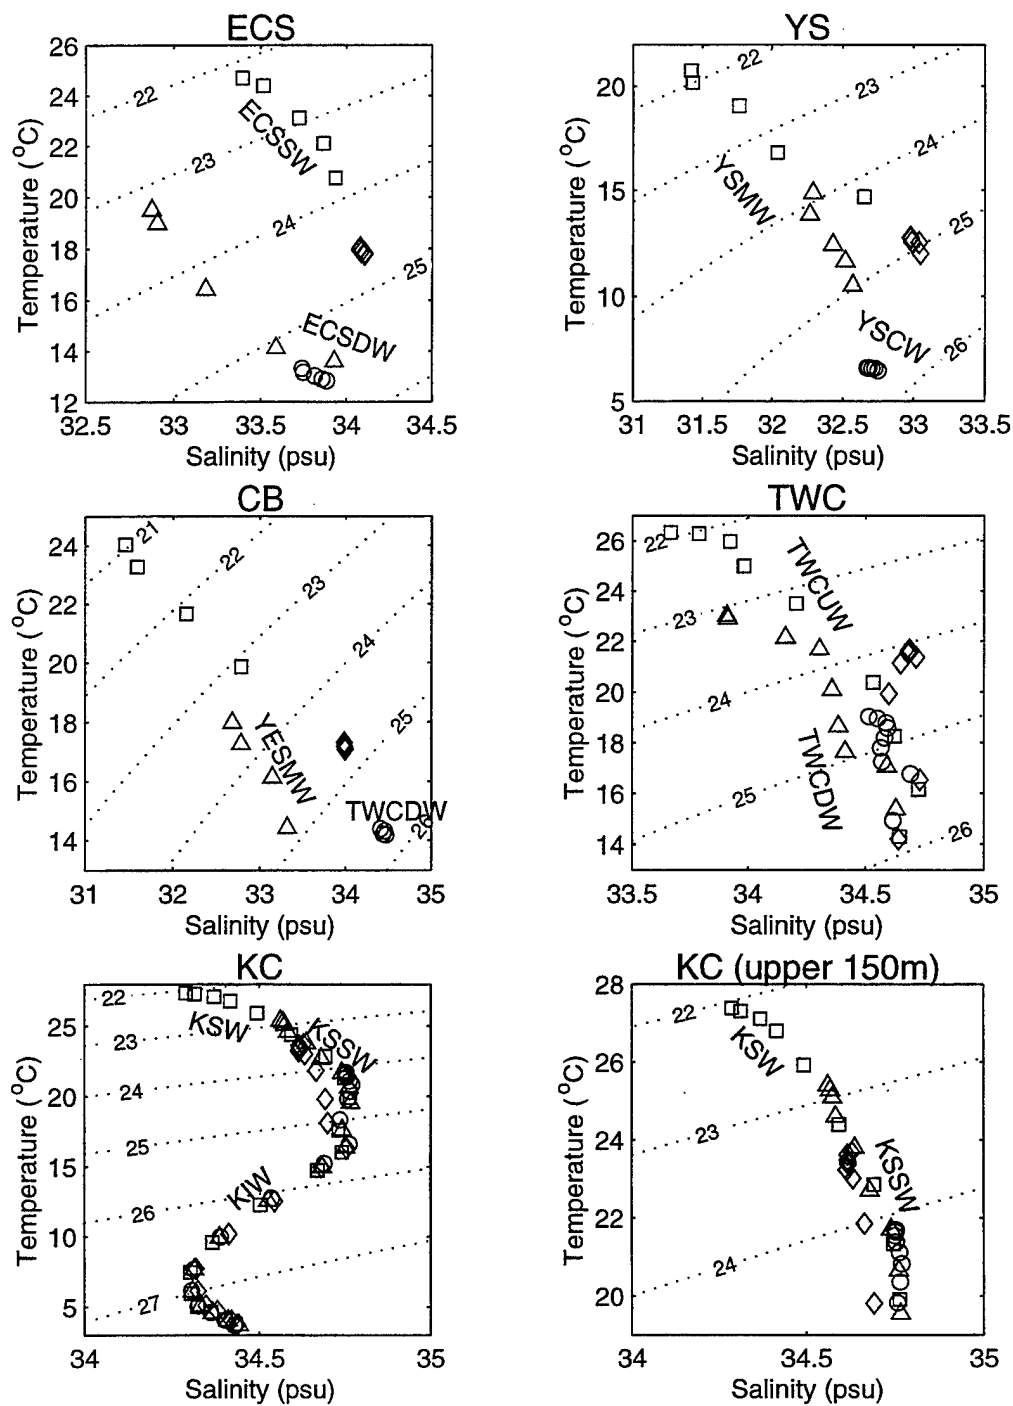 ECS
26
24
22
20
18
16
14
12
22
23
24
25
ECSSW
ECSDW
32.5 33 33.5 34 34.5
Temperature (°C)
Salinity (psu)
YS
20
15
10
5
22
23
24
25
26
YSMW
YSCW
31 31.5 32 32.5 33 33.5
Temperature (°C)
Salinity (psu)
CB
24
22
20
18
16
14
21
22
23
24
25
26
YESMW
TWCDW
31 32 33 34 35
Temperature (°C)
Salinity (psu)
TWC
26
24
22
20
18
16
14
22
23
24
25
26
TWCUW
TWCDW
33.5 34 34.5 35
Temperature (°C)
Salinity (psu)
KC
25
20
15
10
5
22
23
24
25
26
27
KSW
KSSW
KIW
34 34.5 35
Temperature (°C)
Salinity (psu)
KC (upper 150m)
28
26
24
22
20
22
23
24
KSW
KSSW
34 34.5 35
Temperature (°C)
Salinity (psu)